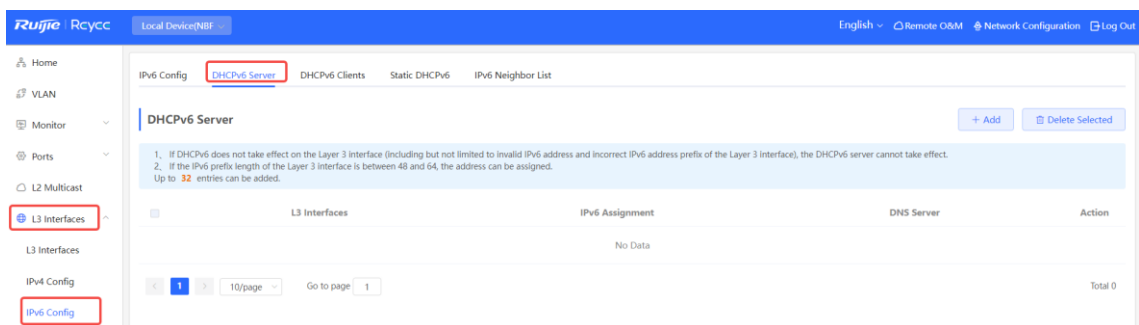 Ruijie | Rcycc
Local Device(NBF
English
Remote O&M
Network Configuration
Log Out
Home
VLAN
Monitor
Ports
L2 Multicast
L3 Interfaces
L3 Interfaces
IPv4 Config
IPv6 Config
IPv6 Config
DHCPv6 Server
DHCPv6 Clients
Static DHCPv6
IPv6 Neighbor List
DHCPv6 Server
+ Add
Delete Selected
1、If DHCPv6 does not take effect on the Layer 3 interface (including but not limited to invalid IPv6 address and incorrect IPv6 address prefix of the Layer 3 interface), the DHCPv6 server cannot take effect.
2、If the IPv6 prefix length of the Layer 3 interface is between 48 and 64, the address can be assigned.
Up to 32 entries can be added.
L3 Interfaces
IPv6 Assignment
DNS Server
Action
No Data
< 1 > 10/page Go to page 1
Total 0